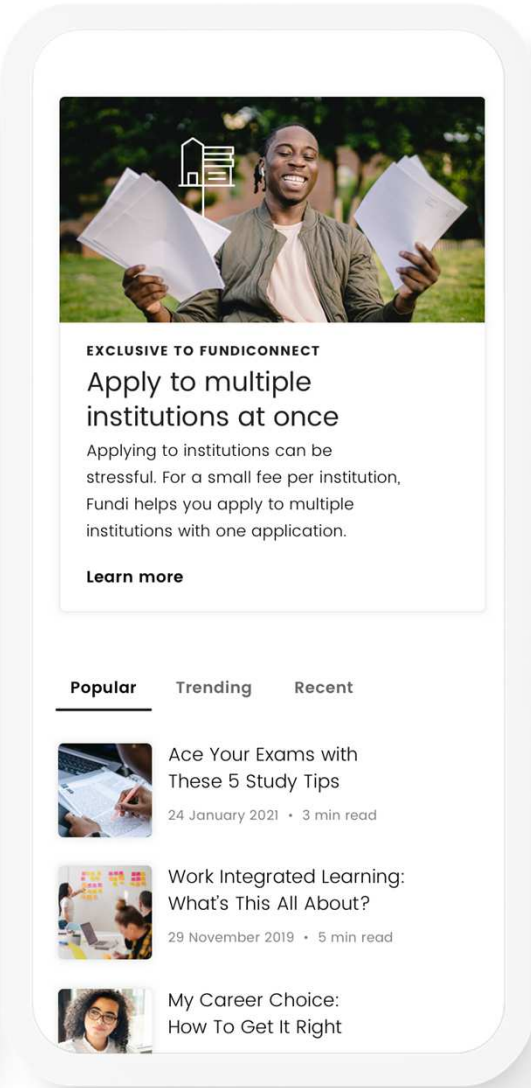 EXCLUSIVE TO FUNDICONNECT
Apply to multiple
institutions at once
Applying to institutions can be
stressful. For a small fee per institution,
Fundi helps you apply to multiple
institutions with one application.
Learn more
Popular
Trending
Recent
Ace Your Exams with
These 5 Study Tips
24 January 2021 • 3 min read
Work Integrated Learning:
What's This All About?
29 November 2019 • 5 min read
My Career Choice:
How To Get It Right